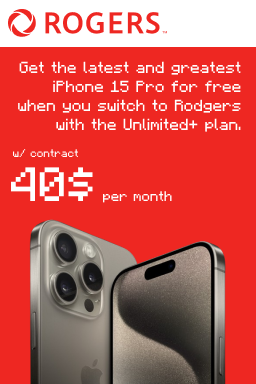 ROGERS™
Get the latest and greatest
iPhone 15 Pro for free
when you switch to Rodgers
with the Unlimited+ plan.
w/ contract
40$ per month